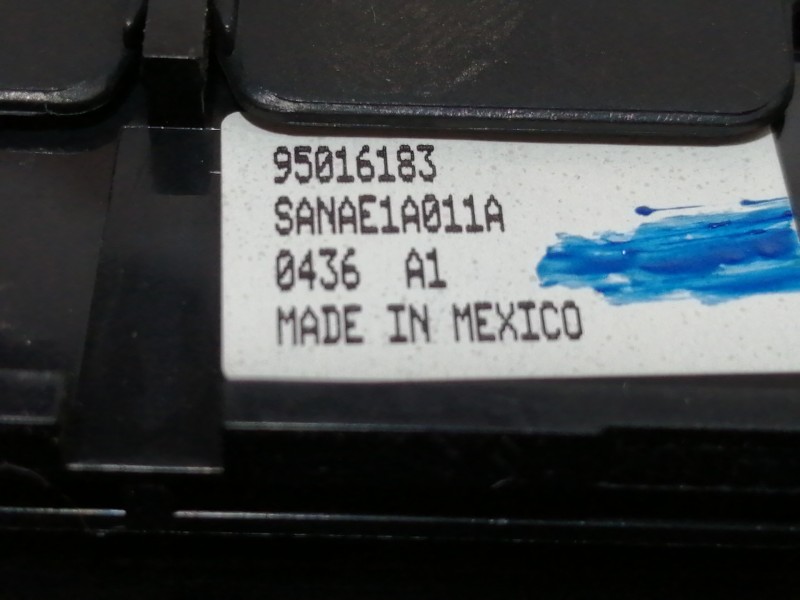 95016183
SANAE1A011A
0436 A1
MADE IN MEXICO